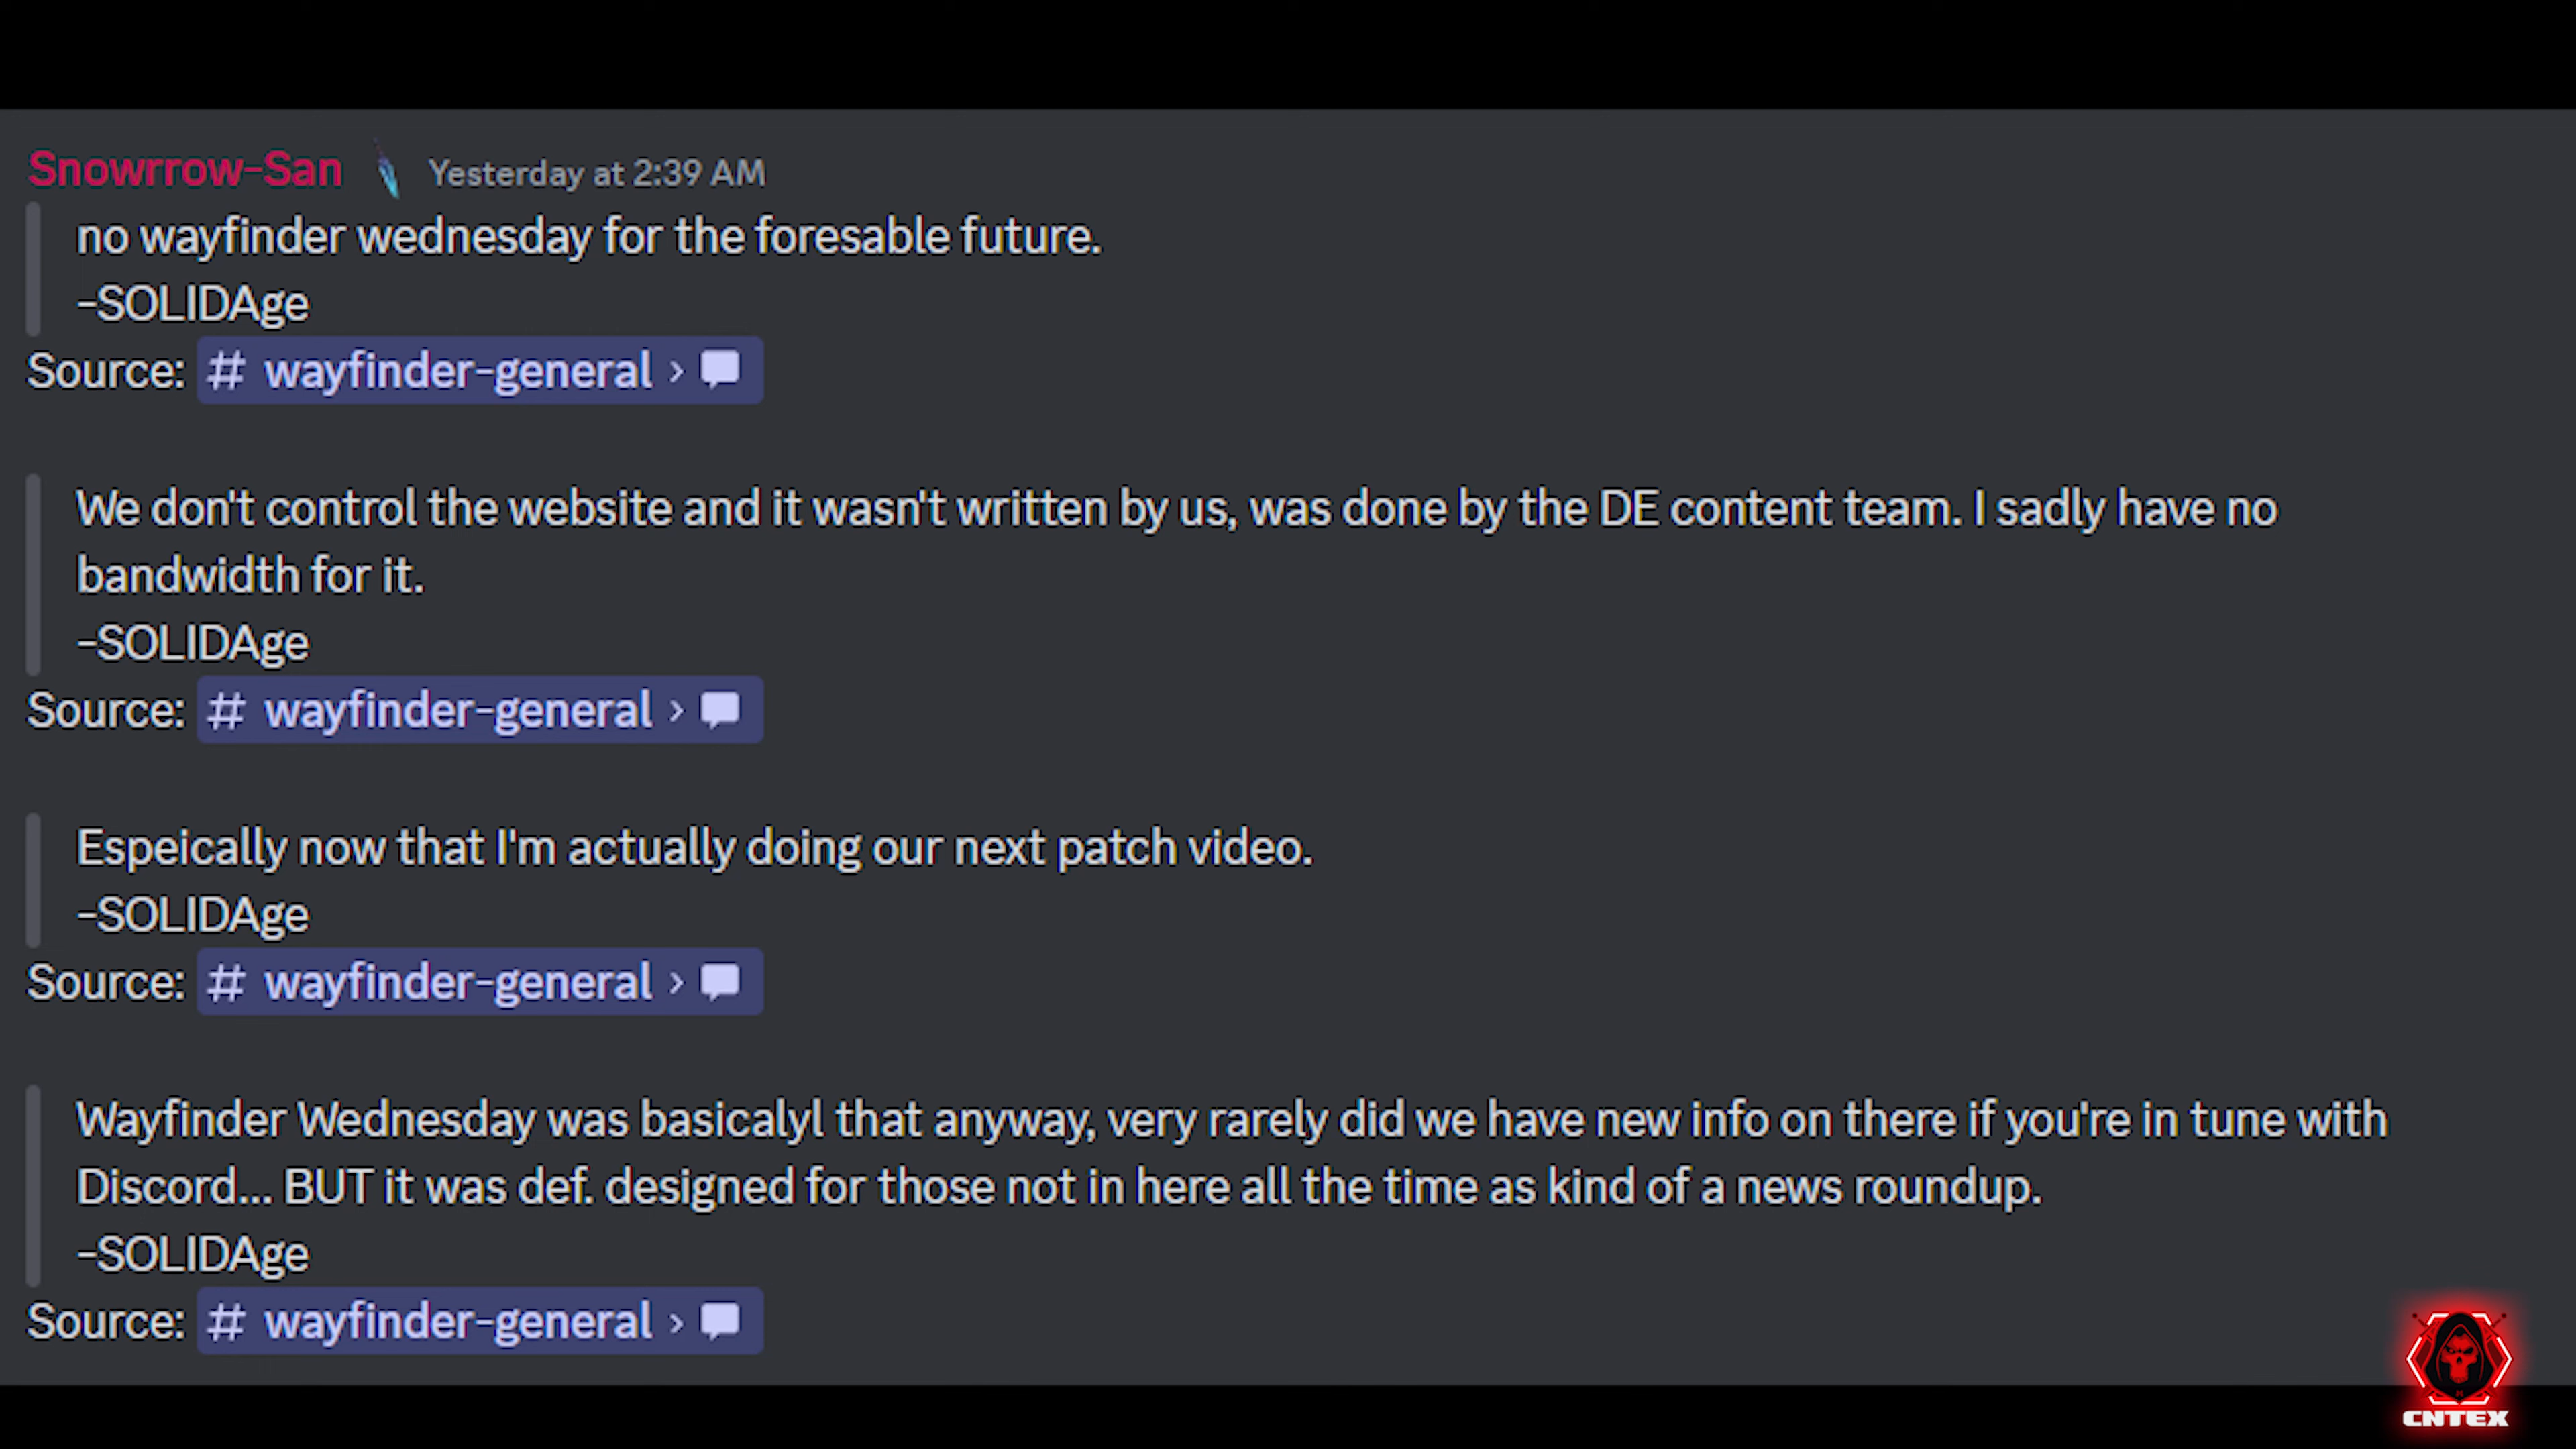 Snowrrow-San Yesterday at 2:39 AM
no wayfinder wednesday for the foresable future.
-SOLIDAge
Source: # wayfinder-general ›
We don't control the website and it wasn't written by us, was done by the DE content team. I sadly have no
bandwidth for it.
-SOLIDAge
Source: # wayfinder-general ›
Espeically now that I'm actually doing our next patch video.
-SOLIDAge
Source: # wayfinder-general ›
Wayfinder Wednesday was basicalyl that anyway, very rarely did we have new info on there if you're in tune with
Discord... BUT it was def. designed for those not in here all the time as kind of a news roundup.
-SOLIDAge
Source: # wayfinder-general ›
CNTEX